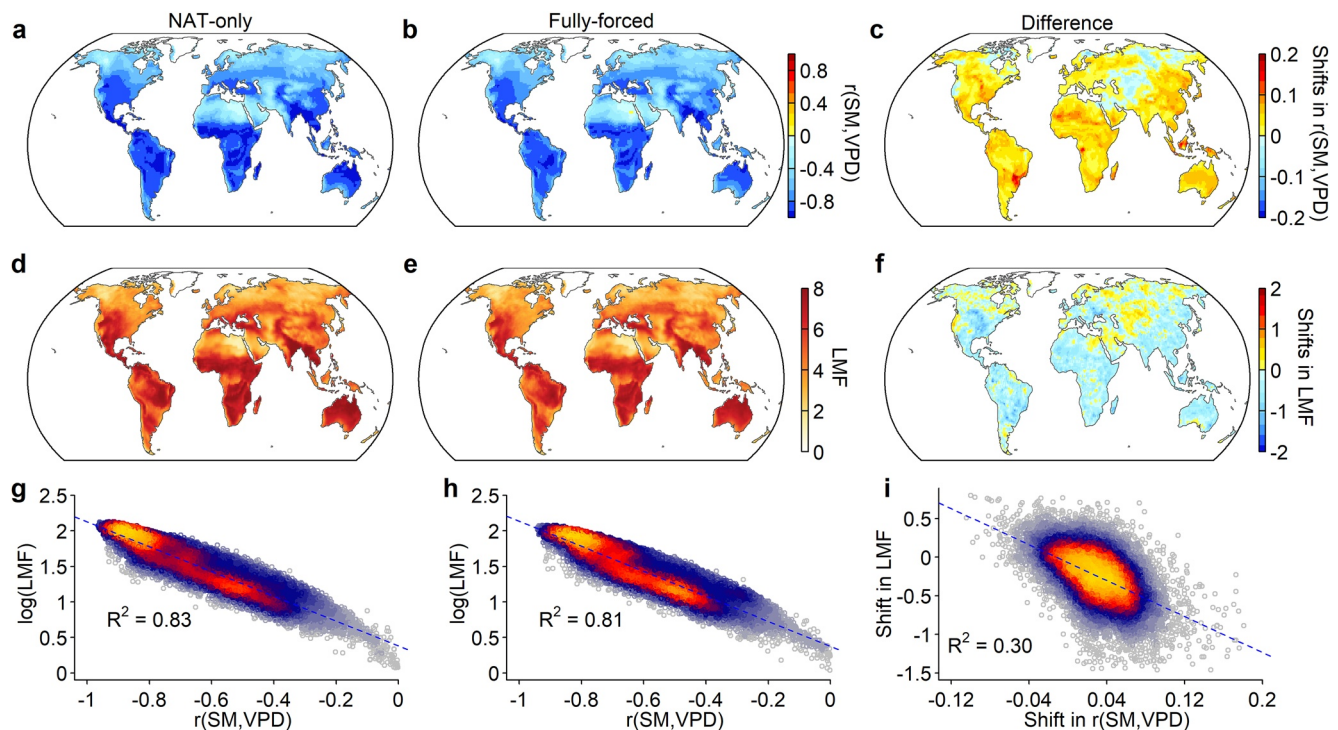 NAT-only
Fully-forced
Difference
a
b
c
0.8
0.4
0
-0.4
-0.8
r(SM,VPD)
0.2
0.1
0
-0.1
-0.2
Shifts in r(SM,VPD)
d
e
f
8
6
4
2
0
LMF
2
1
0
-1
-2
Shifts in LMF
g
h
i
2.5
2
1.5
1
0.5
0
log(LMF)
R² = 0.83
-1
-0.8
-0.6
-0.4
-0.2
0
r(SM,VPD)
2.5
2
1.5
1
0.5
0
log(LMF)
R² = 0.81
-1
-0.8
-0.6
-0.4
-0.2
0
r(SM,VPD)
1
0.5
0
-0.5
-1
-1.5
Shift in LMF
R² = 0.30
-0.12
-0.04
0.04
0.12
0.2
Shift in r(SM,VPD)